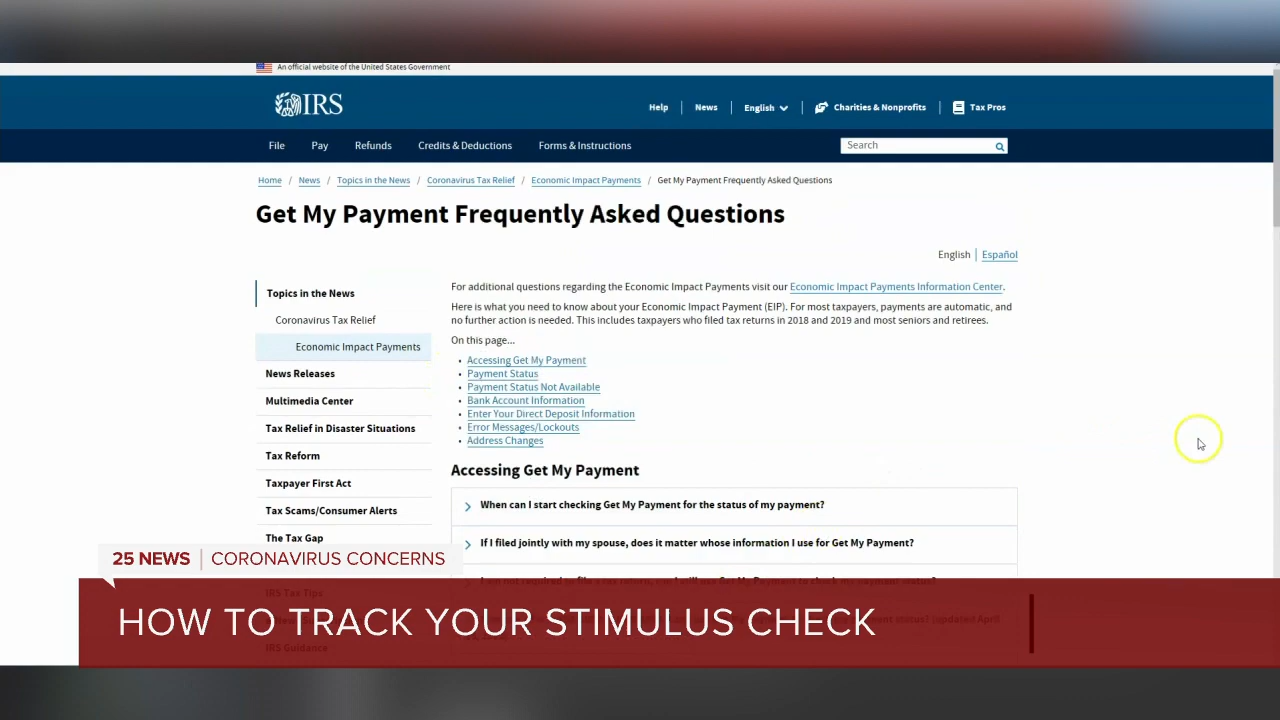 An official website of the United States Government
IRS
Help
News
English
Charities & Nonprofits
Tax Pros
File
Pay
Refunds
Credits & Deductions
Forms & Instructions
Search
Home / News / Topics in the News / Coronavirus Tax Relief / Economic Impact Payments / Get My Payment Frequently Asked Questions
Get My Payment Frequently Asked Questions
English | Español
Topics in the News
Coronavirus Tax Relief
Economic Impact Payments
News Releases
Multimedia Center
Tax Relief in Disaster Situations
Tax Reform
Taxpayer First Act
Tax Scams/Consumer Alerts
The Tax Gap
IRS Tax Tips
IRS Guidance
For additional questions regarding the Economic Impact Payments visit our Economic Impact Payments Information Center.
Here is what you need to know about your Economic Impact Payment (EIP). For most taxpayers, payments are automatic, and
no further action is needed. This includes taxpayers who filed tax returns in 2018 and 2019 and most seniors and retirees.
On this page...
Accessing Get My Payment
Payment Status
Payment Status Not Available
Bank Account Information
Enter Your Direct Deposit Information
Error Messages/Lockouts
Address Changes
Accessing Get My Payment
When can I start checking Get My Payment for the status of my payment?
If I filed jointly with my spouse, does it matter whose information I use for Get My Payment?
25 NEWS | CORONAVIRUS CONCERNS
HOW TO TRACK YOUR STIMULUS CHECK